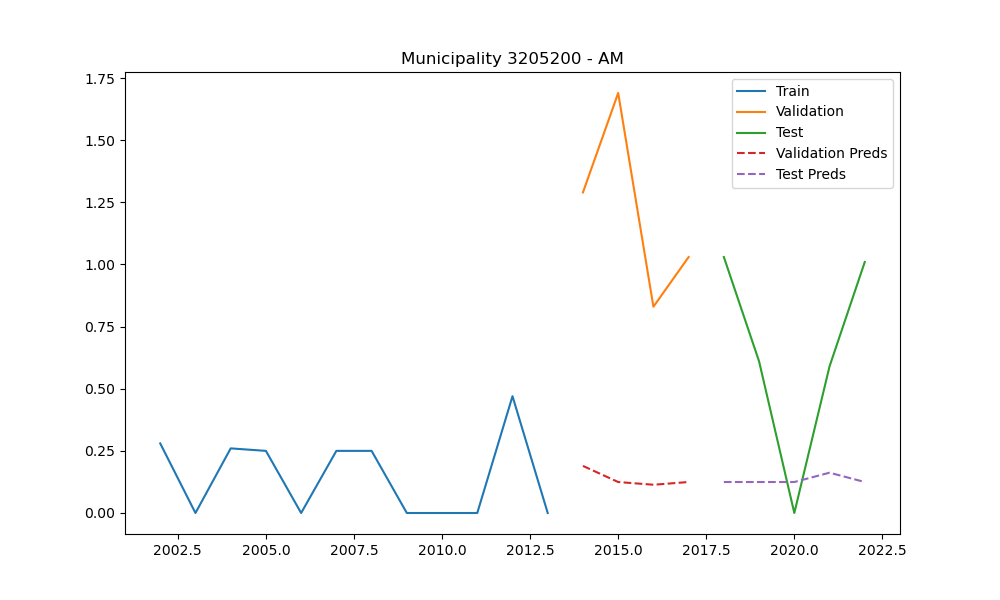 Municipality 3205200 - AM
1.75
1.50
1.25
1.00
0.75
0.50
0.25
0.00
Train
Validation
Test
Validation Preds
Test Preds
2002.5 2005.0 2007.5 2010.0 2012.5 2015.0 2017.5 2020.0 2022.5